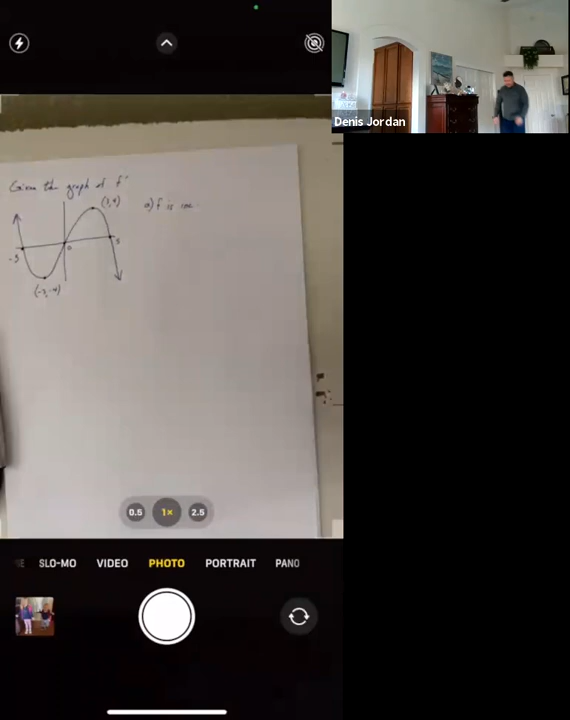 Denis Jordan
Given the graph of f'
(3,4)
a) f is inc
-5
0
5
(-3,-4)
0.5 1× 2.5
SLO-MO VIDEO PHOTO PORTRAIT PANO